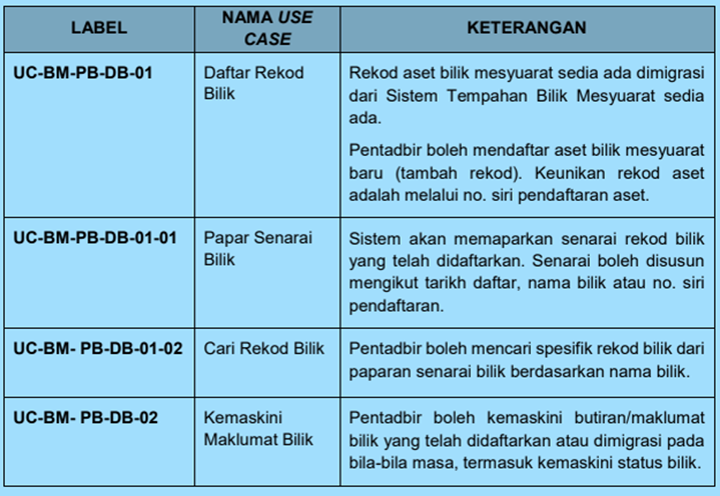 LABEL
NAMA USE
CASE
KETERANGAN
UC-BM-PB-DB-01
Daftar Rekod
Bilik
Rekod aset bilik mesyuarat sedia ada dimigrasi
dari Sistem Tempahan Bilik Mesyuarat sedia
ada.
Pentadbir boleh mendaftar aset bilik mesyuarat
baru (tambah rekod). Keunikan rekod aset
adalah melalui no. siri pendaftaran aset.
UC-BM-PB-DB-01-01
Papar Senarai
Bilik
Sistem akan memaparkan senarai rekod bilik
yang telah didaftarkan. Senarai boleh disusun
mengikut tarikh daftar, nama bilik atau no. siri
pendaftaran.
UC-BM- PB-DB-01-02
Cari Rekod Bilik
Pentadbir boleh mencari spesifik rekod bilik dari
paparan senarai bilik berdasarkan nama bilik.
UC-BM- PB-DB-02
Kemaskini
Maklumat Bilik
Pentadbir boleh kemaskini butiran/maklumat
bilik yang telah didaftarkan atau dimigrasi pada
bila-bila masa, termasuk kemaskini status bilik.